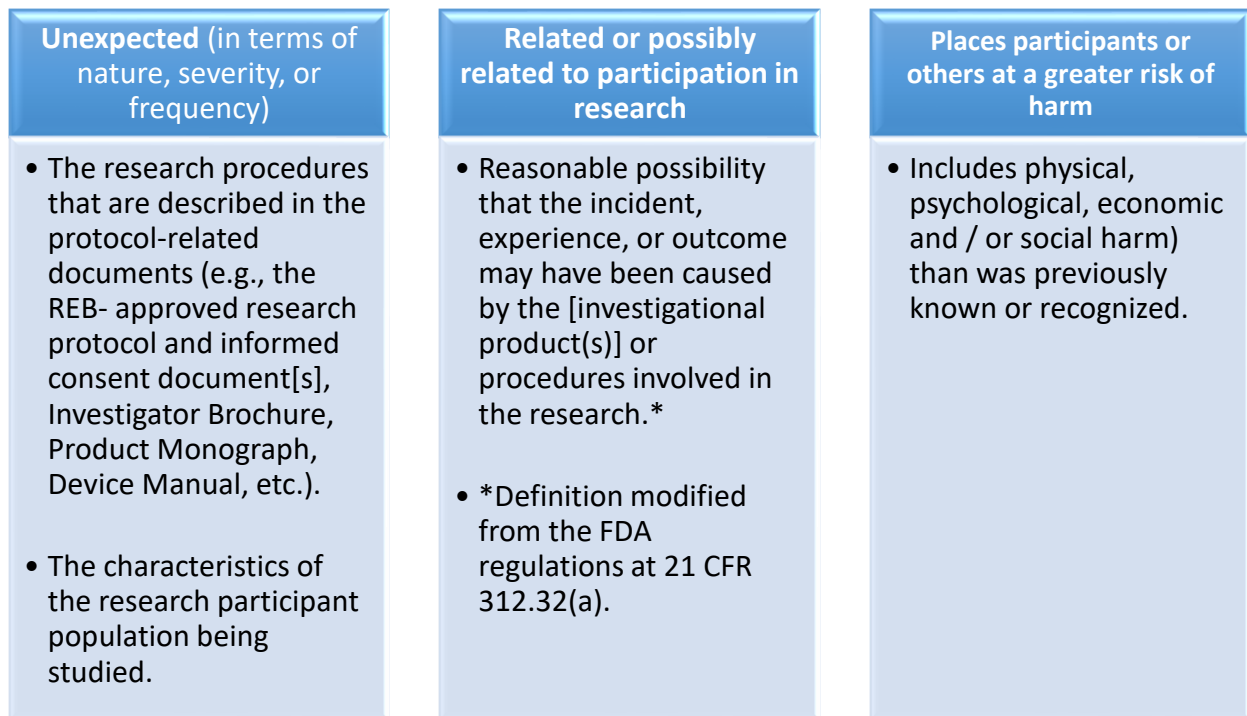 Unexpected (in terms of
nature, severity, or
frequency)
• The research procedures
that are described in the
protocol-related
documents (e.g., the
REB- approved research
protocol and informed
consent document[s],
Investigator Brochure,
Product Monograph,
Device Manual, etc.).
• The characteristics of
the research participant
population being
studied.
Related or possibly
related to participation in
research
• Reasonable possibility
that the incident,
experience, or outcome
may have been caused
by the [investigational
product(s)] or
procedures involved in
the research.*
• *Definition modified
from the FDA
regulations at 21 CFR
312.32(a).
Places participants or
others at a greater risk of
harm
• Includes physical,
psychological, economic
and / or social harm)
than was previously
known or recognized.